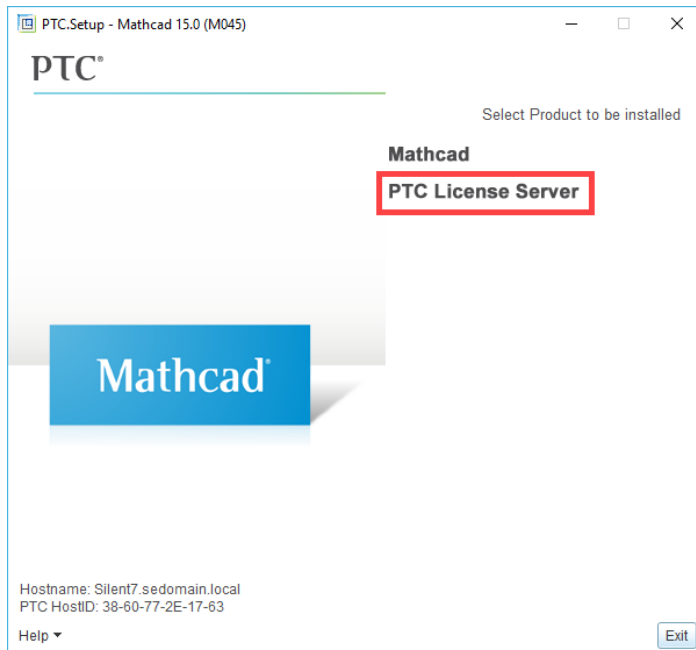 PTC.Setup - Mathcad 15.0 (M045)
PTC®
Select Product to be installed
Mathcad
PTC License Server
Mathcad®
Hostname: Silent7.sedomain.local
PTC HostID: 38-60-77-2E-17-63
Help
Exit